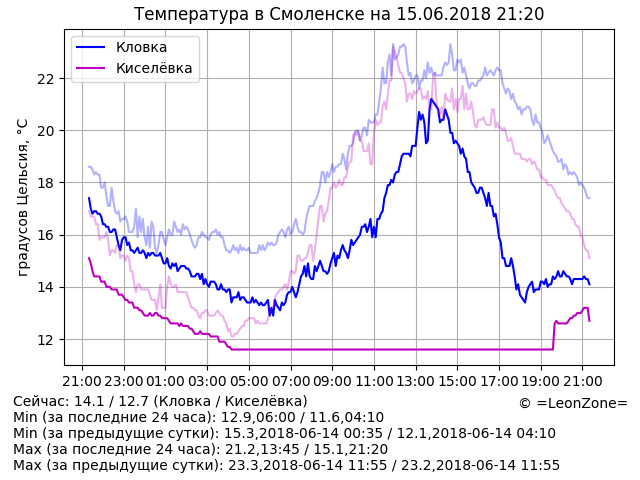 Температура в Смоленске на 15.06.2018 21:20
Кловка
Киселёвка
градусов Цельсия, °C
22
20
18
16
14
12
21:00 23:00 01:00 03:00 05:00 07:00 09:00 11:00 13:00 15:00 17:00 19:00 21:00
Сейчас: 14.1 / 12.7 (Кловка / Киселёвка)
© =LeonZone=
Min (за последние 24 часа): 12.9,06:00 / 11.6,04:10
Min (за предыдущие сутки): 15.3,2018-06-14 00:35 / 12.1,2018-06-14 04:10
Max (за последние 24 часа): 21.2,13:45 / 15.1,21:20
Max (за предыдущие сутки): 23.3,2018-06-14 11:55 / 23.2,2018-06-14 11:55